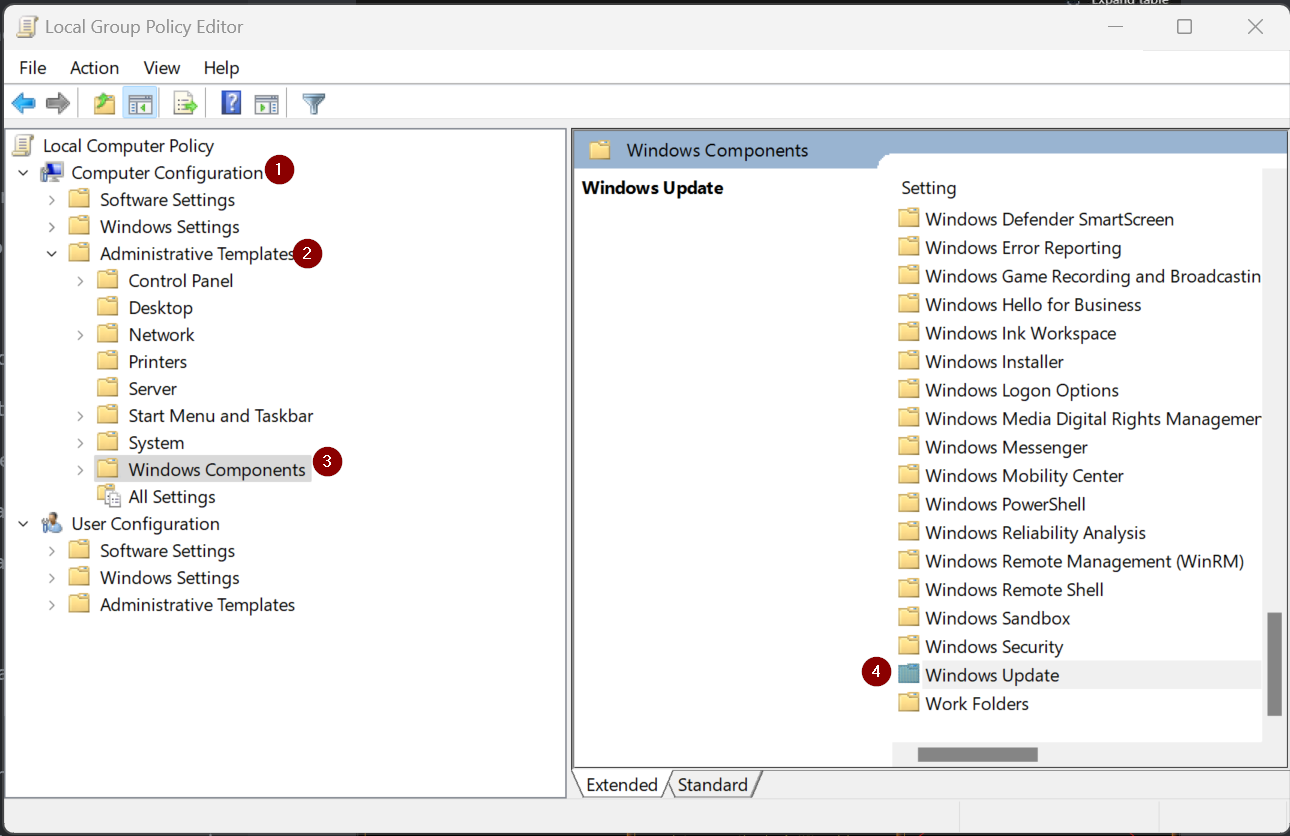 Expand table
Local Group Policy Editor
File Action View Help
Local Computer Policy
Computer Configuration 1
Software Settings
Windows Settings
Administrative Templates 2
Control Panel
Desktop
Network
Printers
Server
Start Menu and Taskbar
System
Windows Components 3
All Settings
User Configuration
Software Settings
Windows Settings
Administrative Templates
Windows Components
Windows Update
Setting
Windows Defender SmartScreen
Windows Error Reporting
Windows Game Recording and Broadcastin
Windows Hello for Business
Windows Ink Workspace
Windows Installer
Windows Logon Options
Windows Media Digital Rights Managemen
Windows Messenger
Windows Mobility Center
Windows PowerShell
Windows Reliability Analysis
Windows Remote Management (WinRM)
Windows Remote Shell
Windows Sandbox
Windows Security
4 Windows Update
Work Folders
Extended Standard